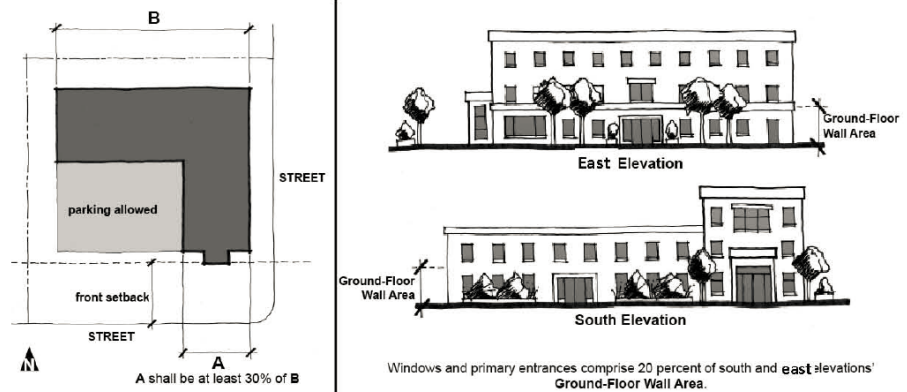 B
STREET
parking allowed
front setback
STREET
A
N
A shall be at least 30% of B
Ground-Floor
Wall Area
East Elevation
Ground-Floor
Wall Area
South Elevation
Windows and primary entrances comprise 20 percent of south and east elevations'
Ground-Floor Wall Area.